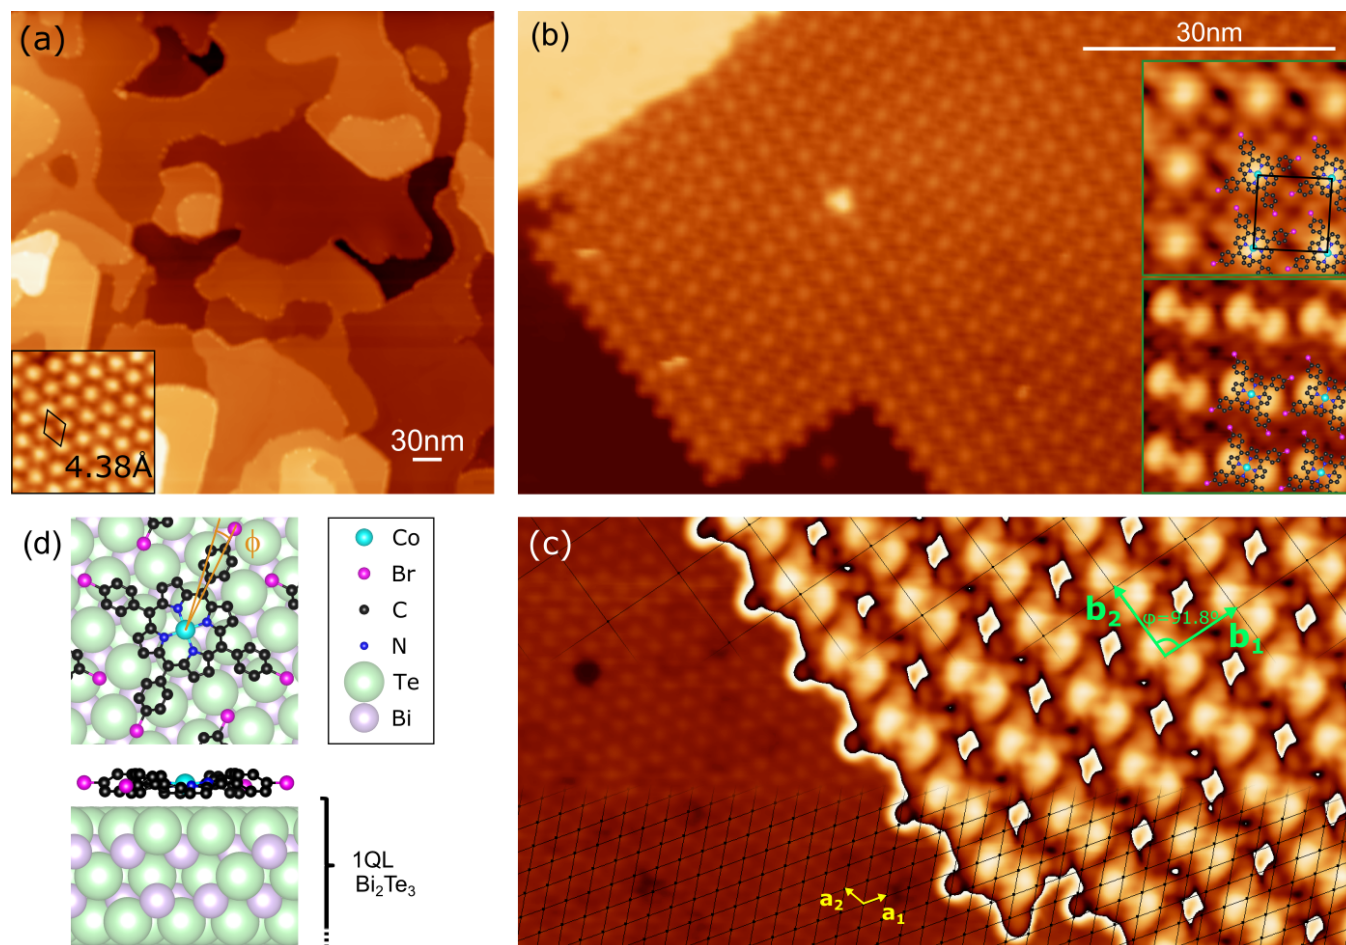 (a)
30nm
4.38Å
(b)
30nm
(d)
ϕ
Co
Br
C
N
Te
Bi
1QL
Bi₂Te₃
(c)
b₂
φ=91.8°
b₁
a₂
a₁